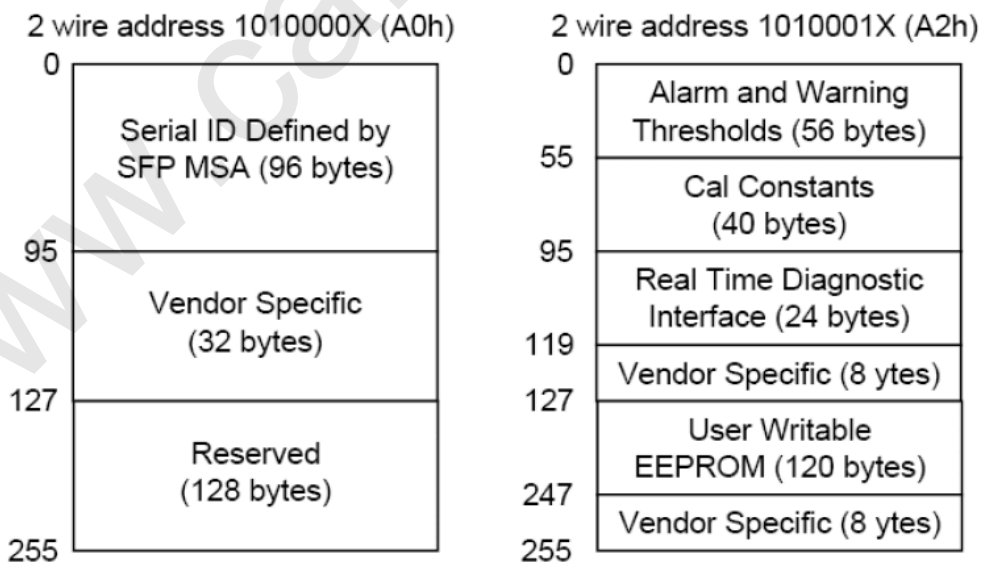 2 wire address 1010000X (A0h)
0
Serial ID Defined by
SFP MSA (96 bytes)
95
Vendor Specific
(32 bytes)
127
Reserved
(128 bytes)
255
2 wire address 1010001X (A2h)
0
Alarm and Warning
Thresholds (56 bytes)
55
Cal Constants
(40 bytes)
95
Real Time Diagnostic
Interface (24 bytes)
119
Vendor Specific (8 ytes)
127
User Writable
EEPROM (120 bytes)
247
Vendor Specific (8 ytes)
255